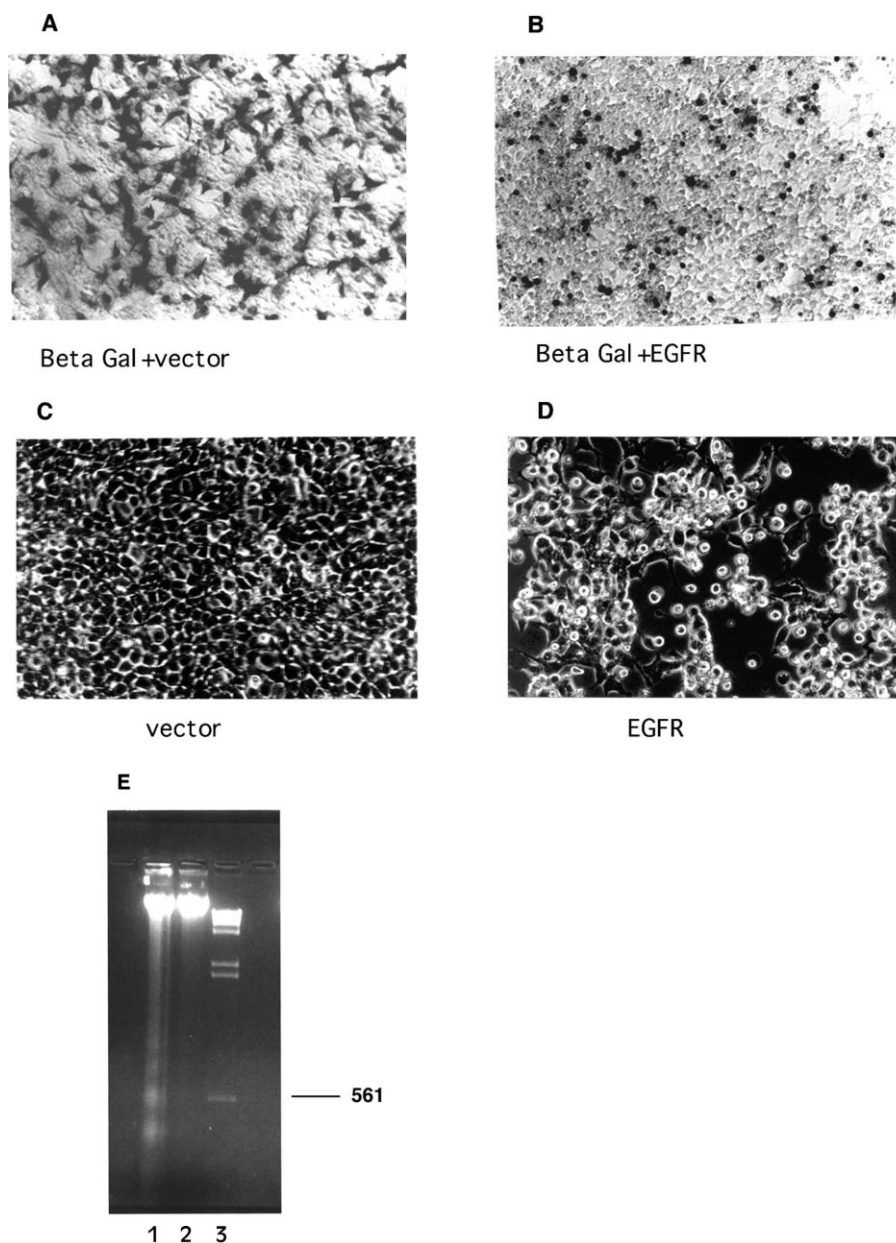 A
B
Beta Gal +vector
Beta Gal +EGFR
C
D
vector
EGFR
E
561
1 2 3